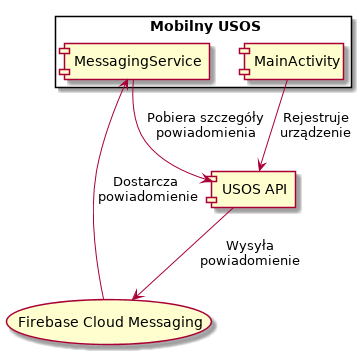 Mobilny USOS
MessagingService
MainActivity
Pobiera szczegóły
powiadomienia
Rejestruje
urządzenie
Dostarcza
powiadomienie
USOS API
Wysyła
powiadomienie
Firebase Cloud Messaging